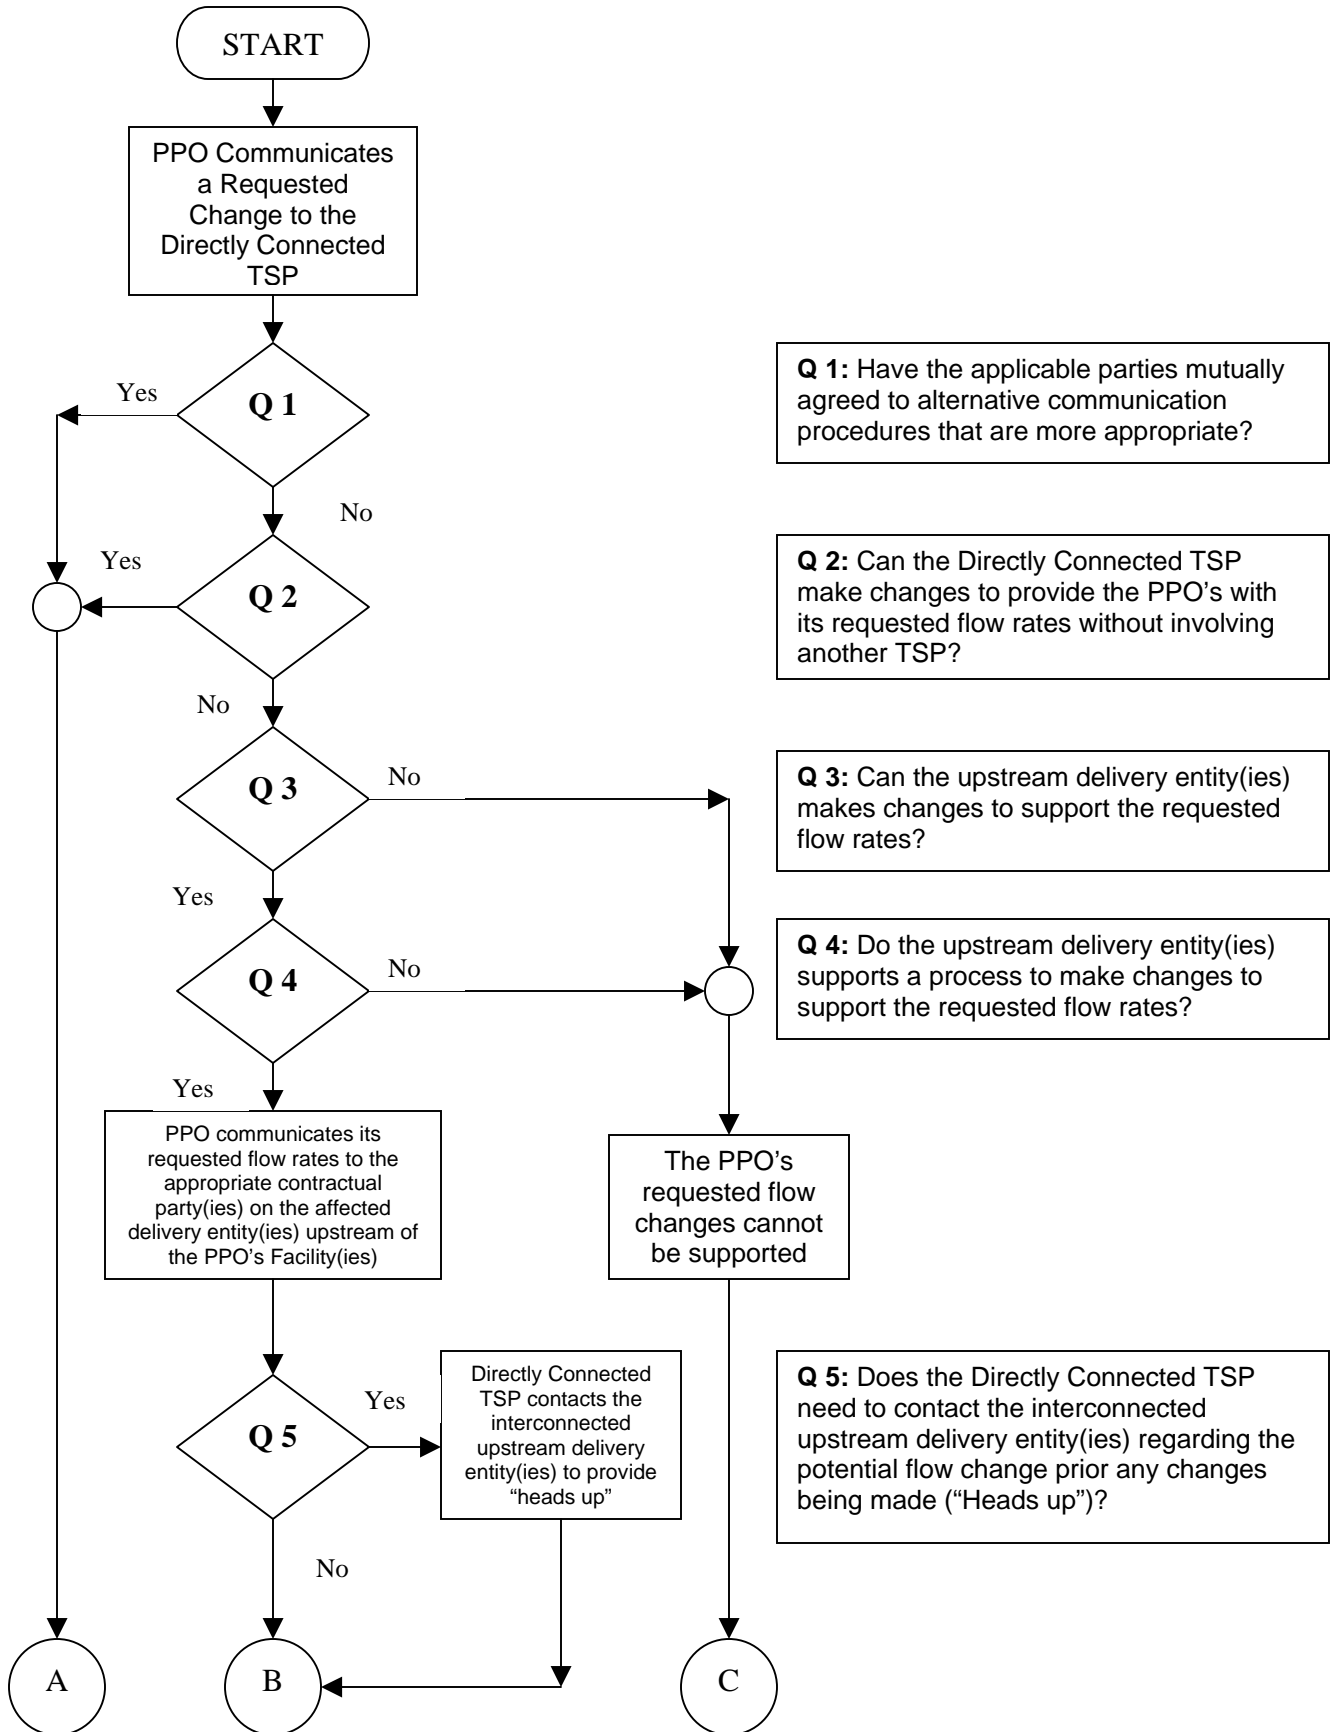 START
PPO Communicates
a Requested
Change to the
Directly Connected
TSP
Yes
Q 1
No
Q 1: Have the applicable parties mutually
agreed to alternative communication
procedures that are more appropriate?
Yes
Q 2
No
Q 2: Can the Directly Connected TSP
make changes to provide the PPO’s with
its requested flow rates without involving
another TSP?
Q 3
No
Yes
Q 3: Can the upstream delivery entity(ies)
makes changes to support the requested
flow rates?
Q 4
No
Yes
Q 4: Do the upstream delivery entity(ies)
supports a process to make changes to
support the requested flow rates?
PPO communicates its
requested flow rates to the
appropriate contractual
party(ies) on the affected
delivery entity(ies) upstream of
the PPO’s Facility(ies)
The PPO’s
requested flow
changes cannot
be supported
Q 5
Yes
No
Directly Connected
TSP contacts the
interconnected
upstream delivery
entity(ies) to provide
“heads up”
Q 5: Does the Directly Connected TSP
need to contact the interconnected
upstream delivery entity(ies) regarding the
potential flow change prior any changes
being made (“Heads up”)?
A
B
C